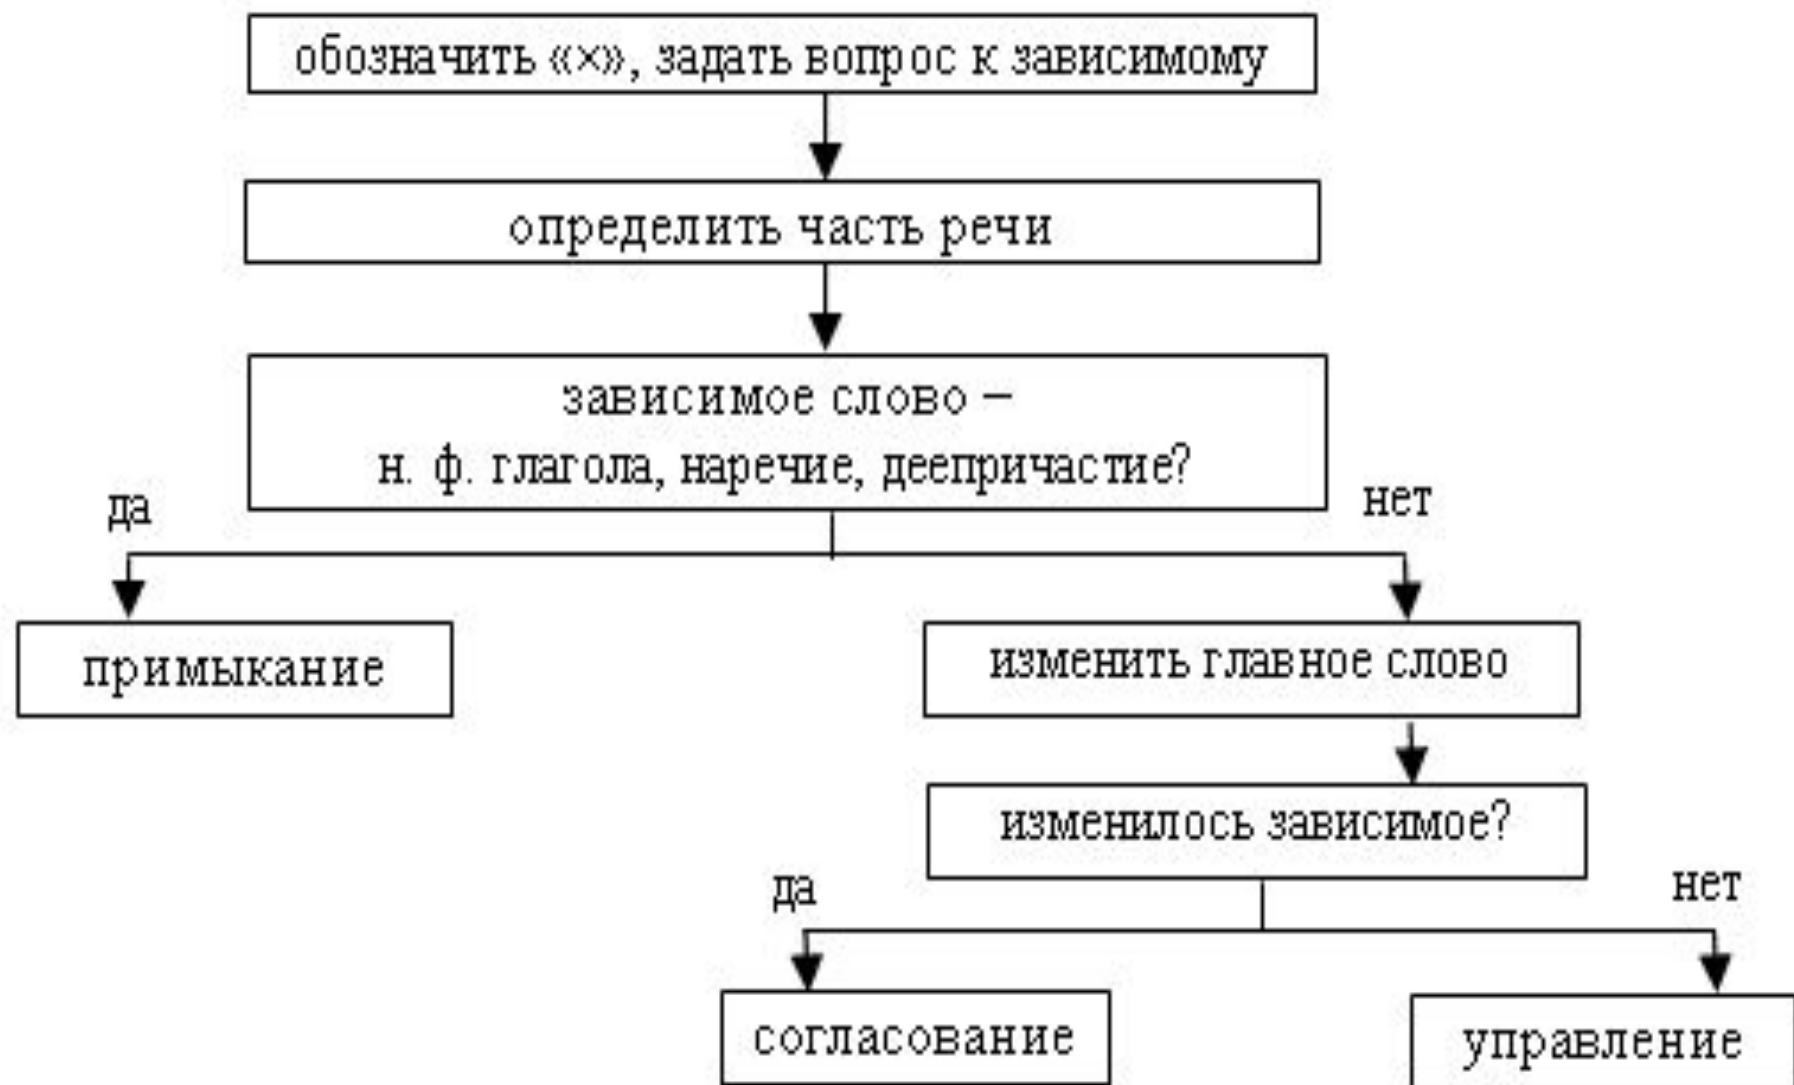 обозначить «×», задать вопрос к зависимому
определить часть речи
зависимое слово –
н. ф. глагола, наречие, деепричастие?
да
нет
примыкание
изменить главное слово
изменилось зависимое?
да
нет
согласование
управление